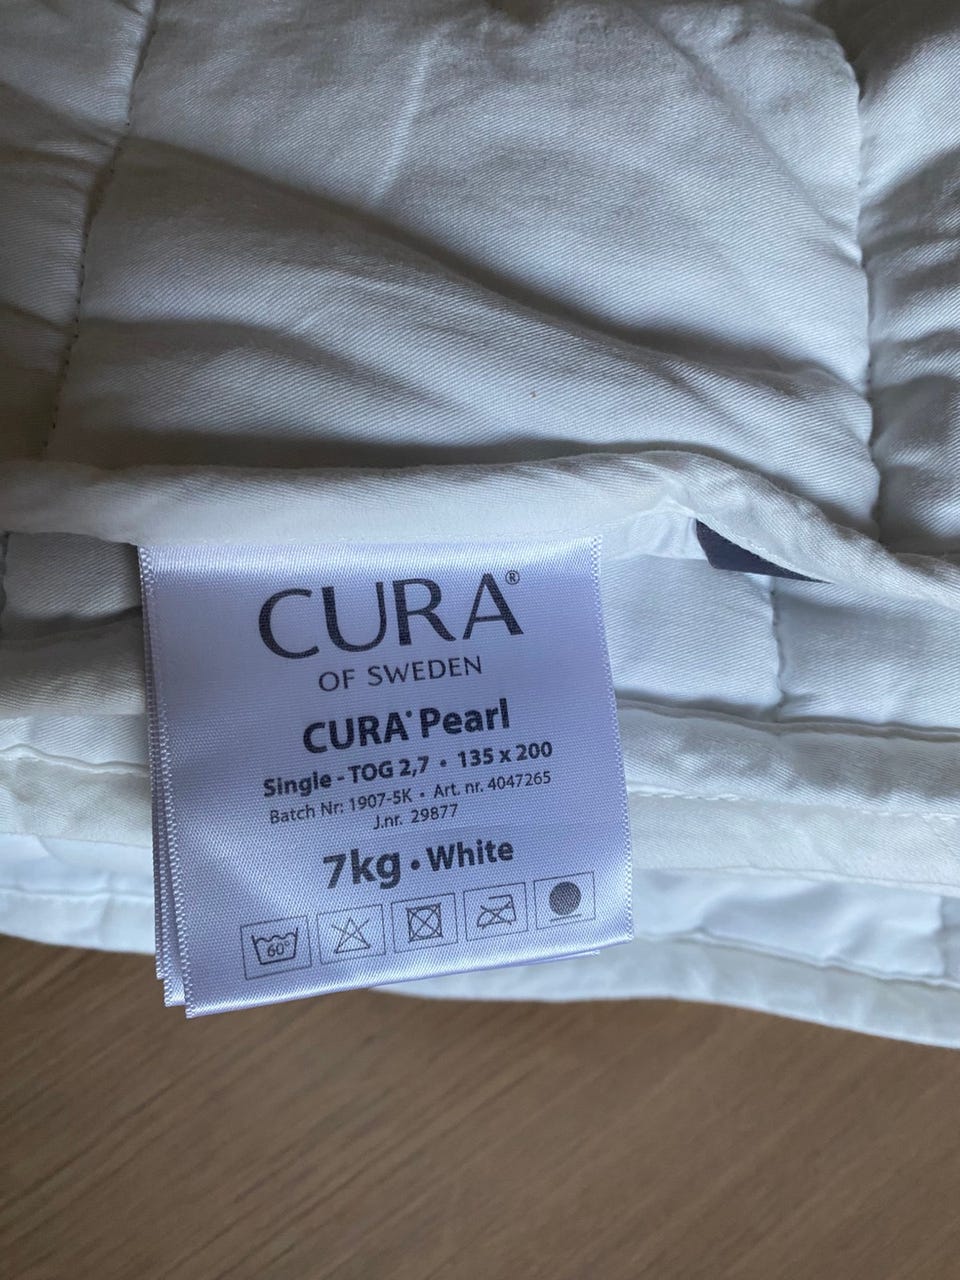 CURA®
OF SWEDEN
CURA® Pearl
Single - TOG 2,7 • 135 x 200
Batch Nr: 1907-5K • Art. nr. 4047265
J.nr. 29877
7kg • White
60°